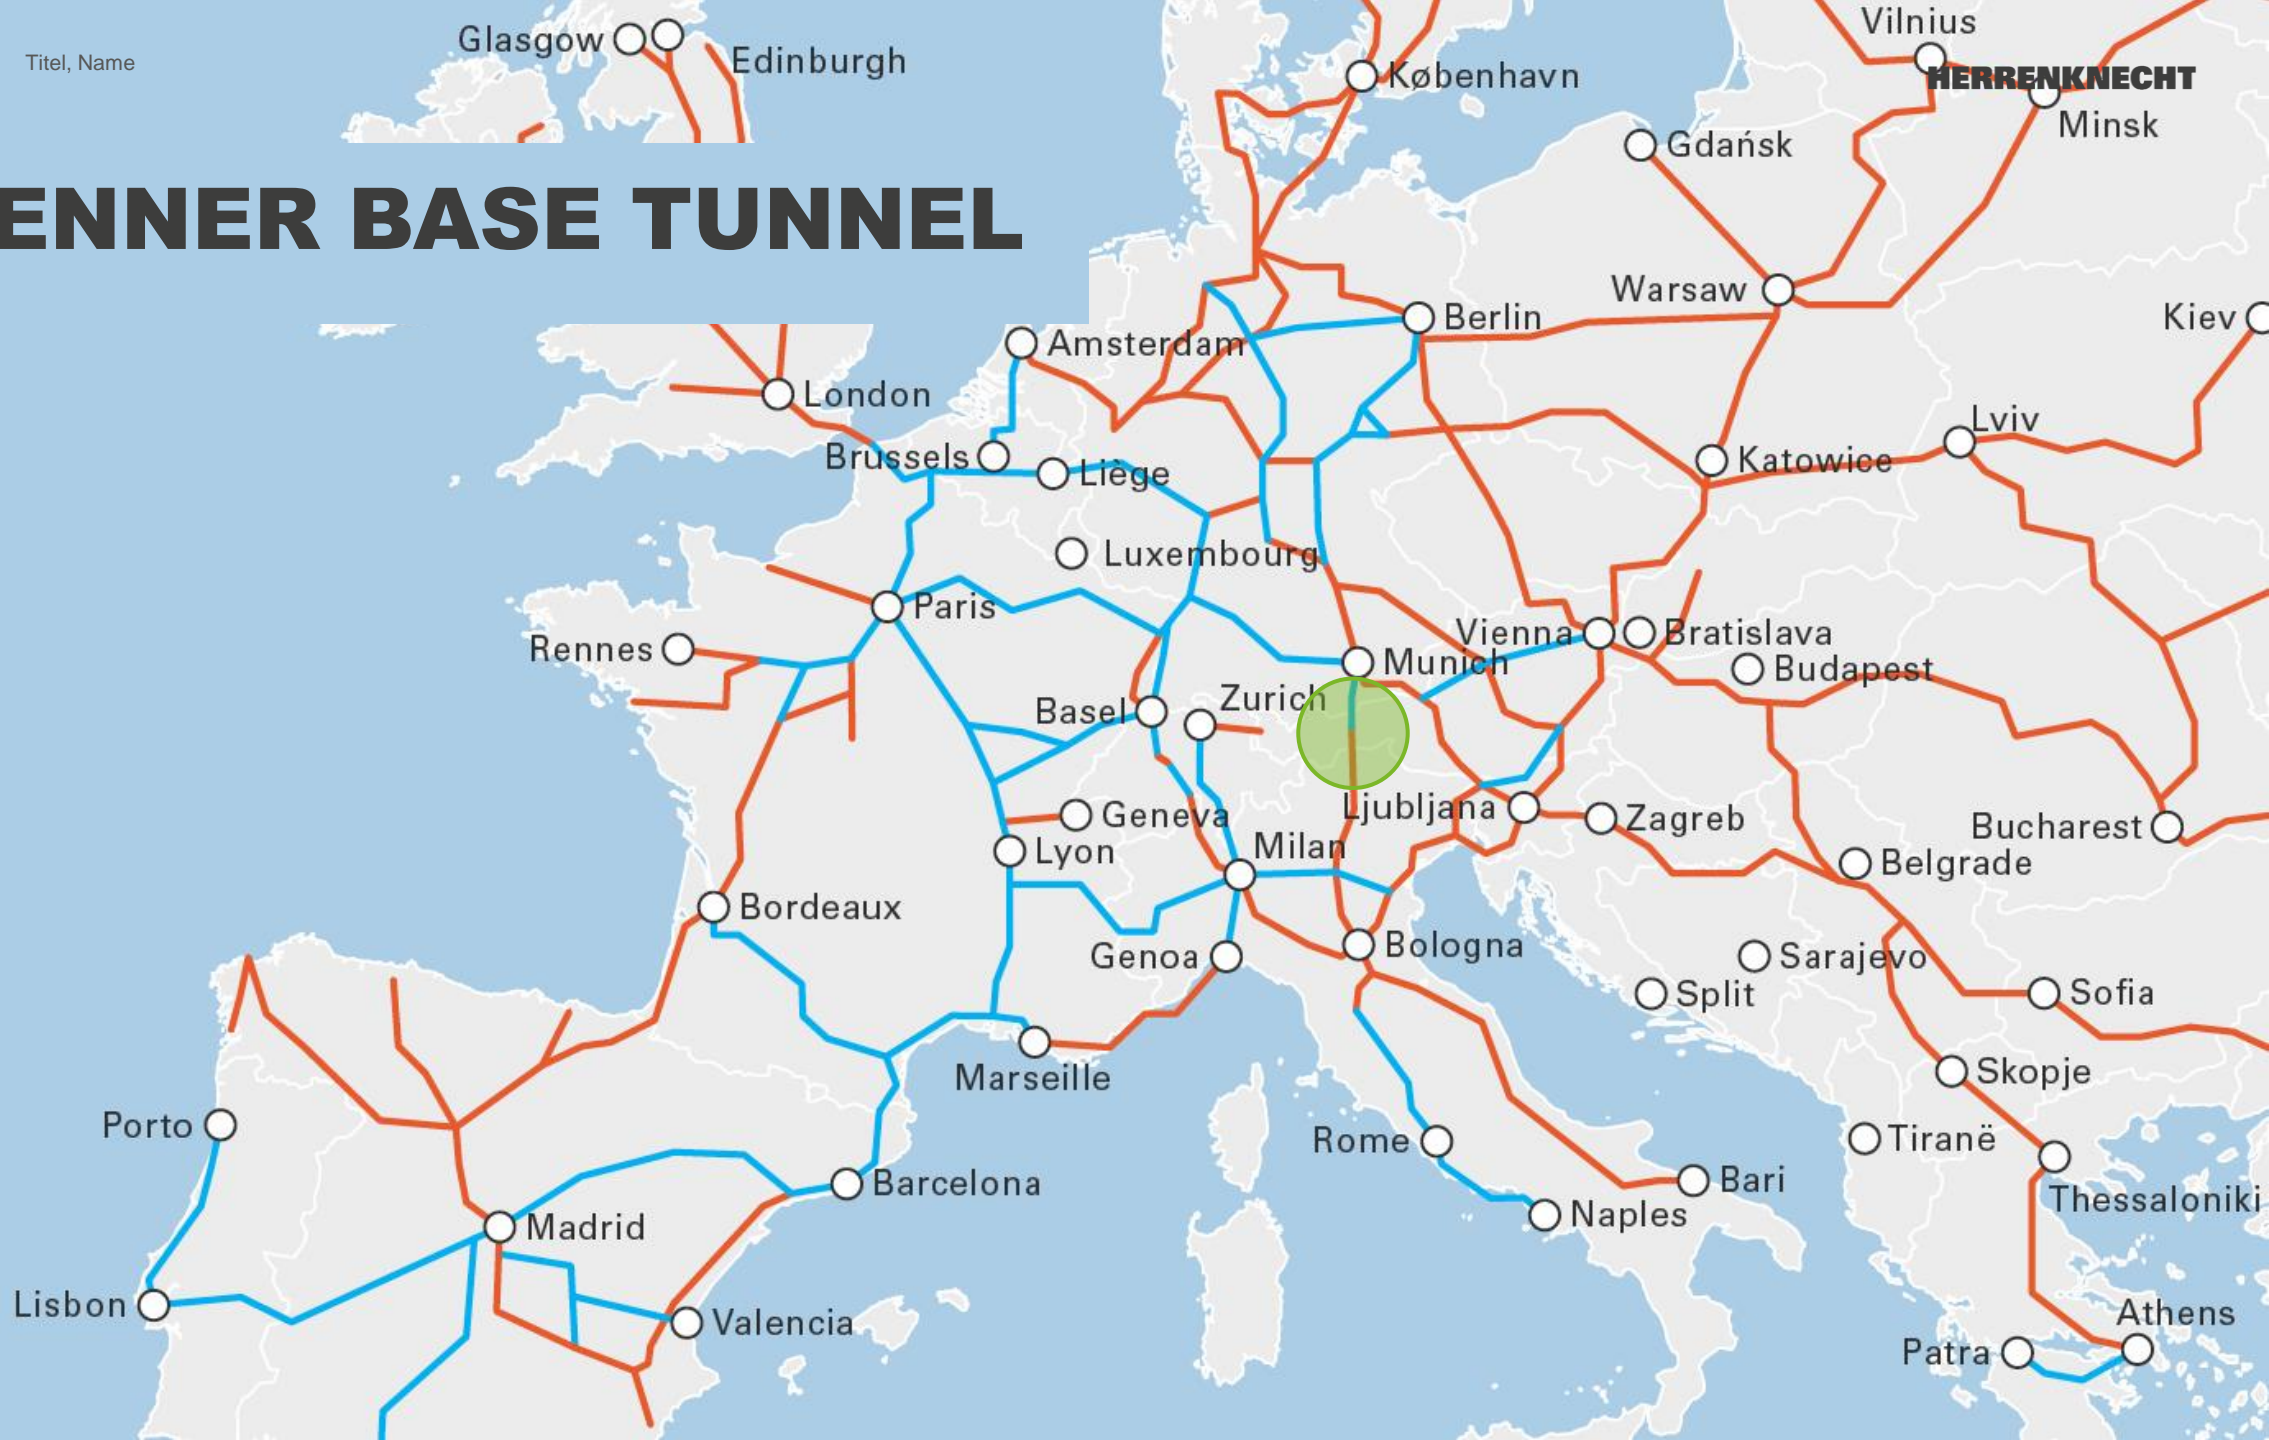 Glasgow
Edinburgh
Titel, Name
København
Vilnius
HERRENKNECHT
Minsk
Gdańsk
ENNER BASE TUNNEL
Warsaw
Berlin
Kiev
Amsterdam
London
Lviv
Brussels
Liège
Katowice
Luxembourg
Paris
Rennes
Vienna
Bratislava
Munich
Budapest
Zurich
Basel
Geneva
Ljubljana
Zagreb
Bucharest
Lyon
Milan
Belgrade
Bordeaux
Genoa
Bologna
Sarajevo
Split
Sofia
Marseille
Skopje
Porto
Rome
Tiranë
Barcelona
Bari
Thessaloniki
Madrid
Naples
Lisbon
Valencia
Athens
Patra